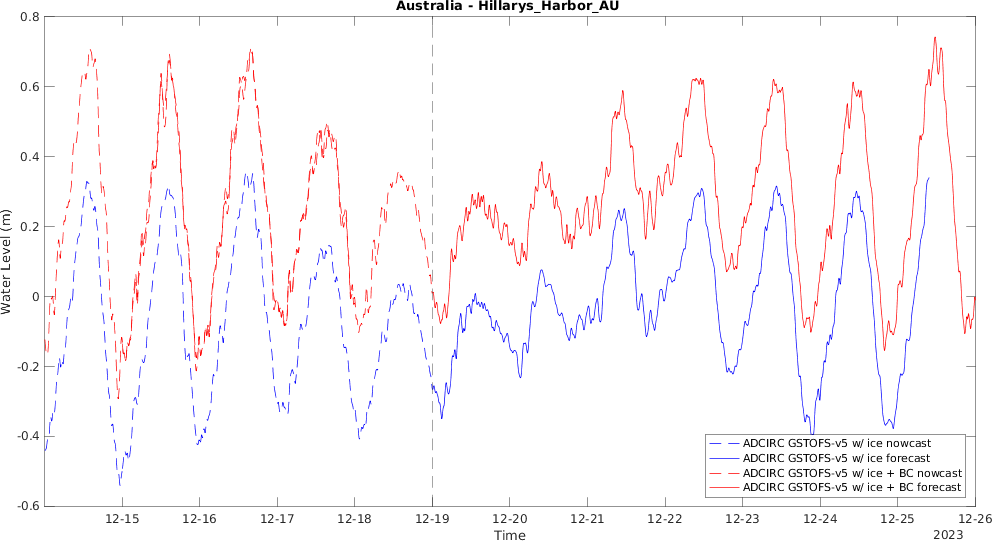 Australia - Hillarys_Harbor_AU
0.8
0.6
0.4
0.2
0
-0.2
-0.4
-0.6
Water Level (m)
ADCIRC GSTOFS-v5 w/ ice nowcast
ADCIRC GSTOFS-v5 w/ ice forecast
ADCIRC GSTOFS-v5 w/ ice + BC nowcast
ADCIRC GSTOFS-v5 w/ ice + BC forecast
12-15 12-16 12-17 12-18 12-19 12-20 12-21 12-22 12-23 12-24 12-25 12-26
Time
2023